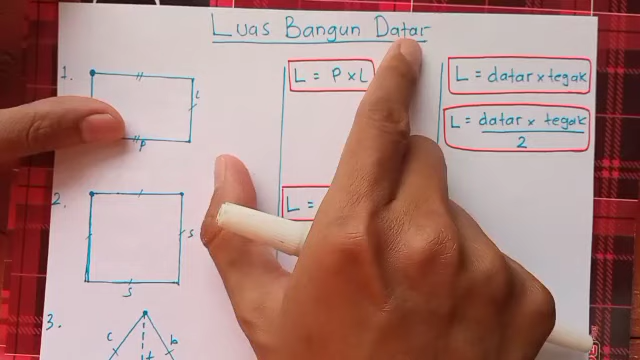 Luas Bangun Datar
1.
l
p
L = P x L
L = datar x tegak
L = datar x tegak
2
2.
s
s
L =
3.
c
t
b